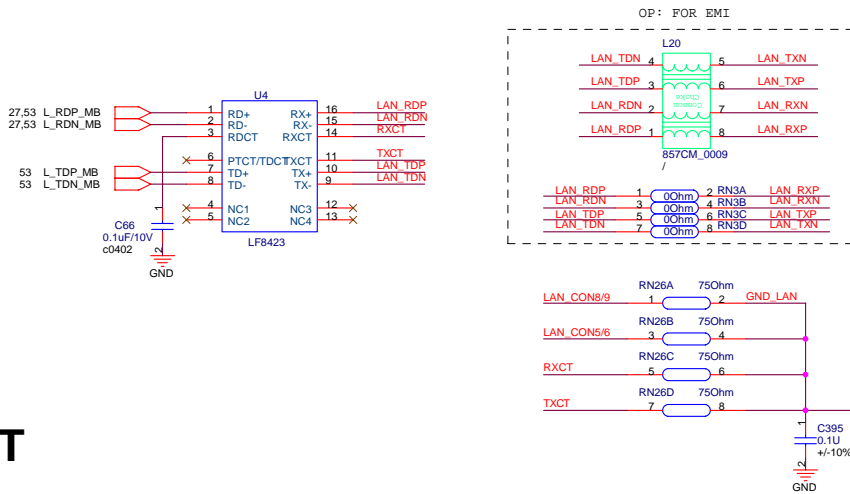 OP: FOR EMI
U4
27,53 L_RDP_MB
27,53 L_RDN_MB
53 L_TDP_MB
53 L_TDN_MB
1 RD+ RX+ 16 LAN_RDP
2 RD- RX- 15 LAN_RDN
3 RDCT RXCT 14 RXCT
6 PTCT/TDCT TXCT 11 TXCT
7 TD+ TX+ 10 LAN_TDP
8 TD- TX- 9 LAN_TDN
4 NC1 NC3 12
5 NC2 NC4 13
LF8423
1
C66
0.1uF/10V
c0402
2
GND
L20
LAN_TDN 4 5 LAN_TXN
LAN_TDP 3 6 LAN_TXP
LAN_RDN 2 7 LAN_RXN
LAN_RDP 1 8 LAN_RXP
Common
Choice
857CM_0009
/
LAN_RDP 1 0Ohm 2 RN3A LAN_RXP
LAN_RDN 3 0Ohm 4 RN3B LAN_RXN
LAN_TDP 5 0Ohm 6 RN3C LAN_TXP
LAN_TDN 7 0Ohm 8 RN3D LAN_TXN
RN26A 75Ohm
LAN_CON8/9 1 2 GND_LAN
RN26B 75Ohm
LAN_CON5/6 3 4
RN26C 75Ohm
RXCT 5 6
RN26D 75Ohm
TXCT 7 8
1
C395
0.1U
+/-10%
2
GND
T